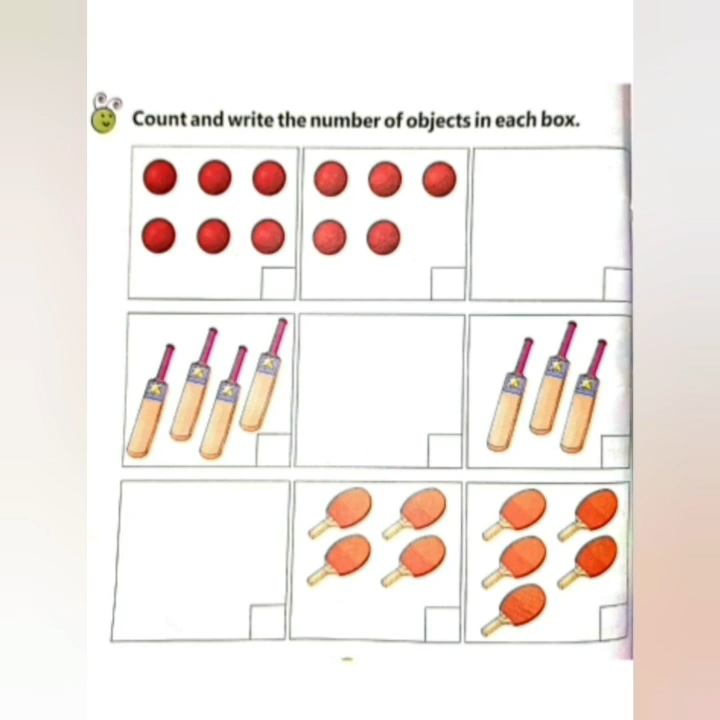 Count and write the number of objects in each box.